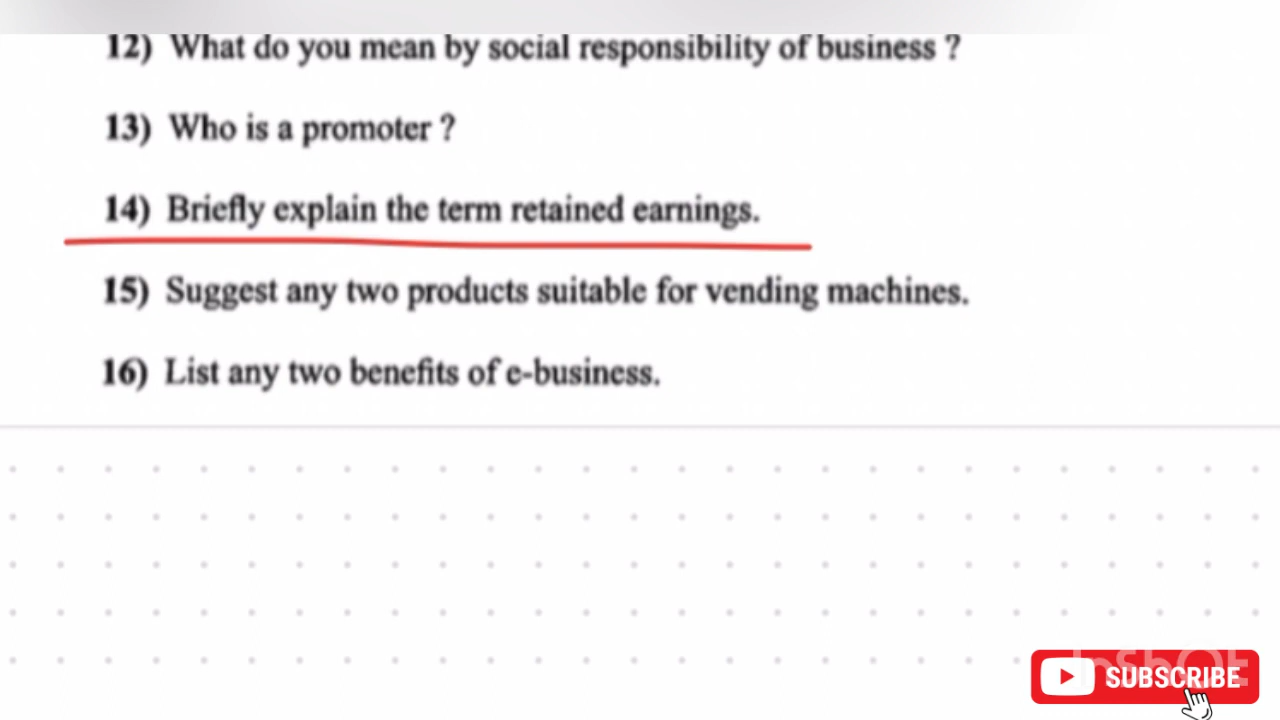 12) What do you mean by social responsibility of business ?
13) Who is a promoter ?
14) Briefly explain the term retained earnings.
15) Suggest any two products suitable for vending machines.
16) List any two benefits of e-business.
SUBSCRIBE